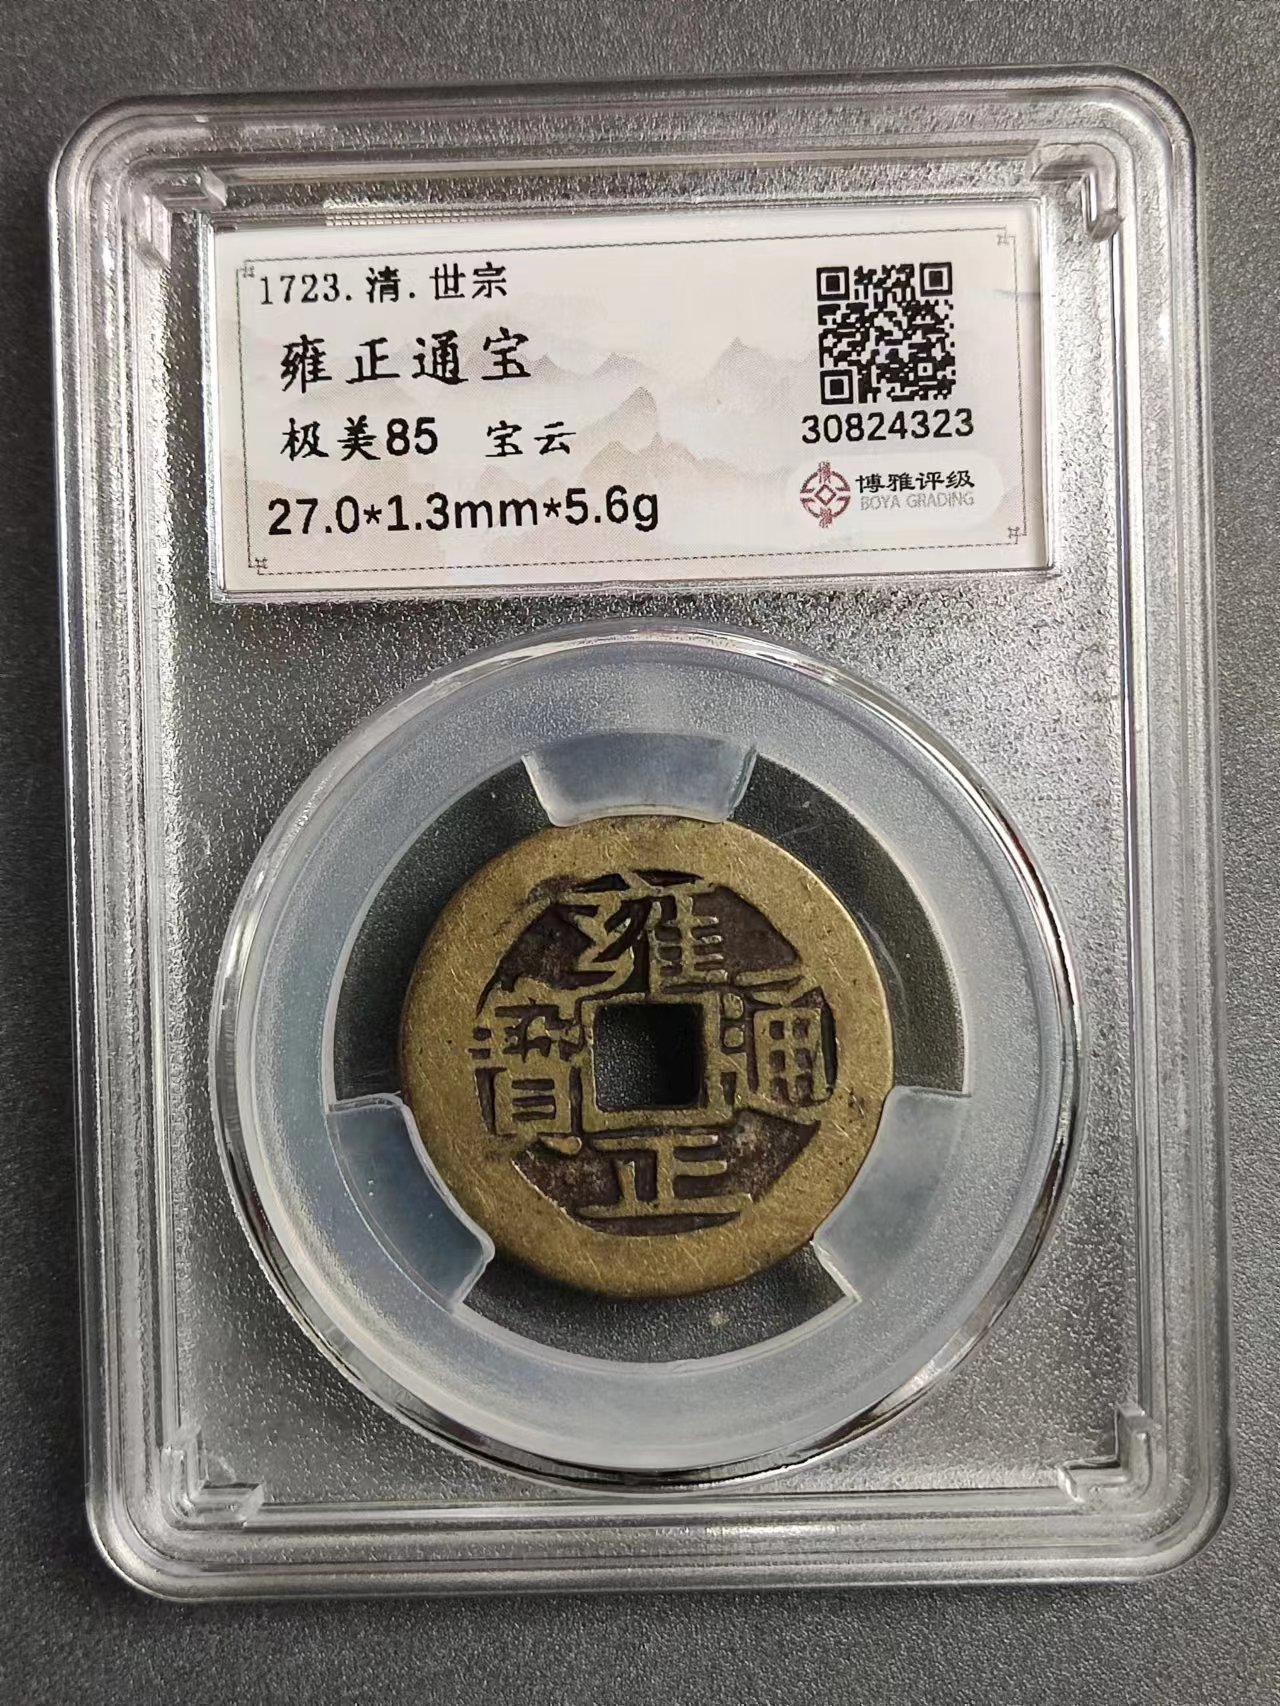 1723.清.世宗
雍正通宝
极美85 宝云
27.0*1.3mm*5.6g
30824323
博雅评级
BOYA GRADING
雍
寶 通
正